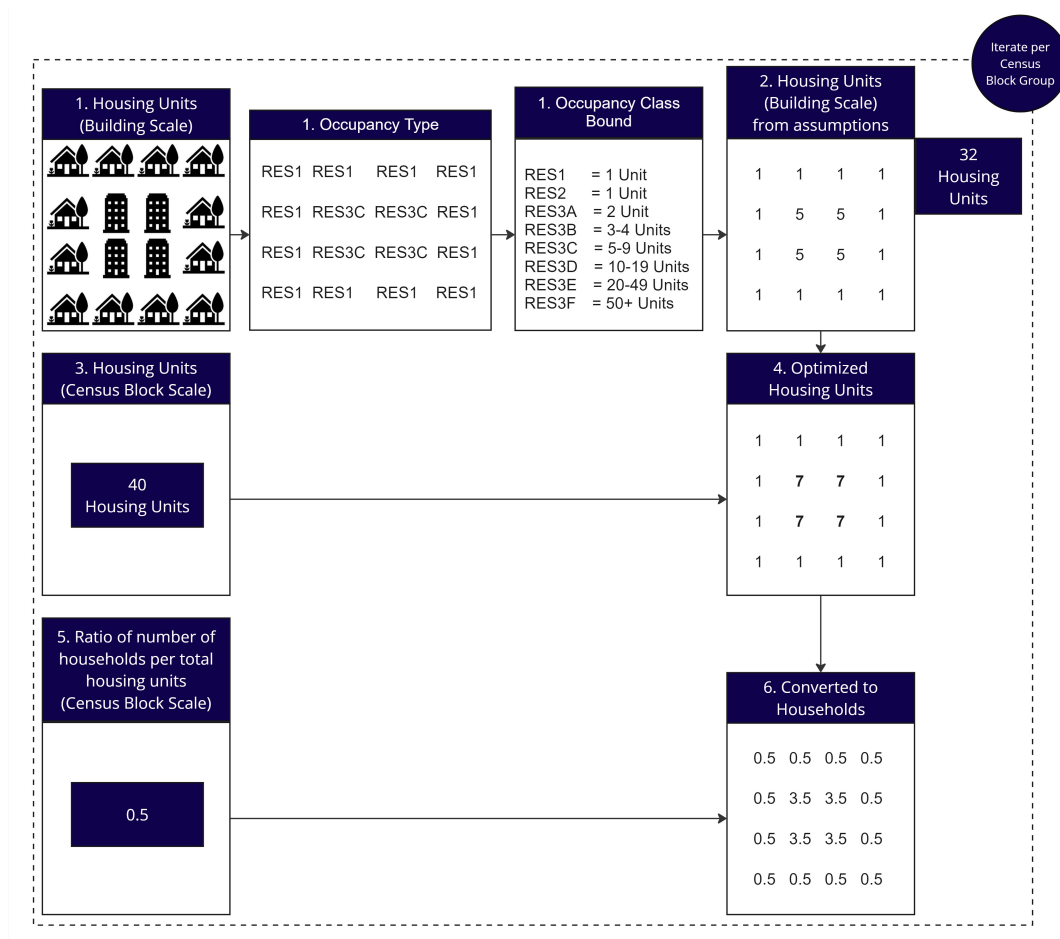 Iterate per
Census
Block Group
1. Housing Units
(Building Scale)
1. Occupancy Type
RES1 RES1 RES1 RES1
RES1 RES3C RES3C RES1
RES1 RES3C RES3C RES1
RES1 RES1 RES1 RES1
1. Occupancy Class
Bound
RES1 = 1 Unit
RES2 = 1 Unit
RES3A = 2 Unit
RES3B = 3-4 Units
RES3C = 5-9 Units
RES3D = 10-19 Units
RES3E = 20-49 Units
RES3F = 50+ Units
2. Housing Units
(Building Scale)
from assumptions
1 1 1 1
1 5 5 1
1 5 5 1
1 1 1 1
32
Housing
Units
3. Housing Units
(Census Block Scale)
40
Housing Units
4. Optimized
Housing Units
1 1 1 1
1 7 7 1
1 7 7 1
1 1 1 1
5. Ratio of number of
households per total
housing units
(Census Block Scale)
0.5
6. Converted to
Households
0.5 0.5 0.5 0.5
0.5 3.5 3.5 0.5
0.5 3.5 3.5 0.5
0.5 0.5 0.5 0.5